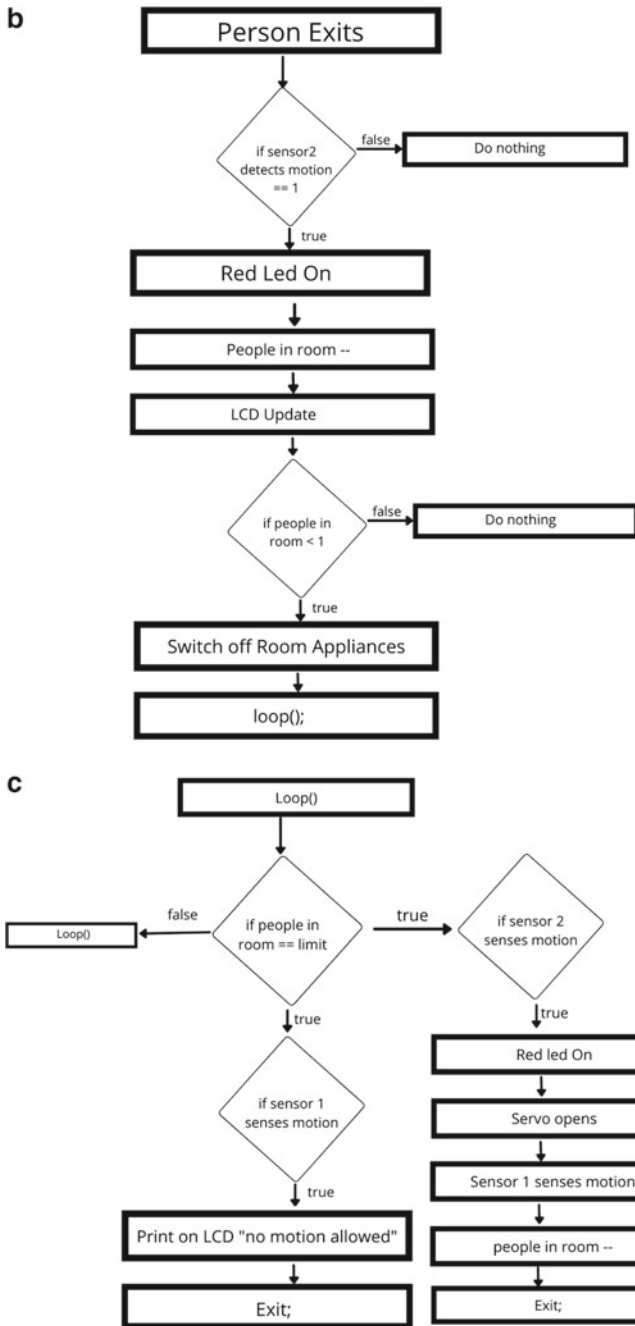 b
Person Exits
if sensor2
detects motion
== 1
false
Do nothing
true
Red Led On
People in room --
LCD Update
if people in
room < 1
false
Do nothing
true
Switch off Room Appliances
loop();
c
Loop()
false
Loop()
if people in
room == limit
true
if sensor 2
senses motion
true
true
if sensor 1
senses motion
Red led On
Servo opens
Sensor 1 senses motion
true
Print on LCD "no motion allowed"
people in room --
Exit;
Exit;